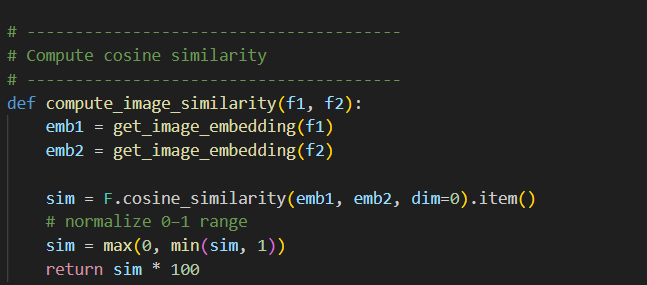 # ---------------------------------------
# Compute cosine similarity
# ---------------------------------------
def compute_image_similarity(f1, f2):
    emb1 = get_image_embedding(f1)
    emb2 = get_image_embedding(f2)

    sim = F.cosine_similarity(emb1, emb2, dim=0).item()
    # normalize 0–1 range
    sim = max(0, min(sim, 1))
    return sim * 100